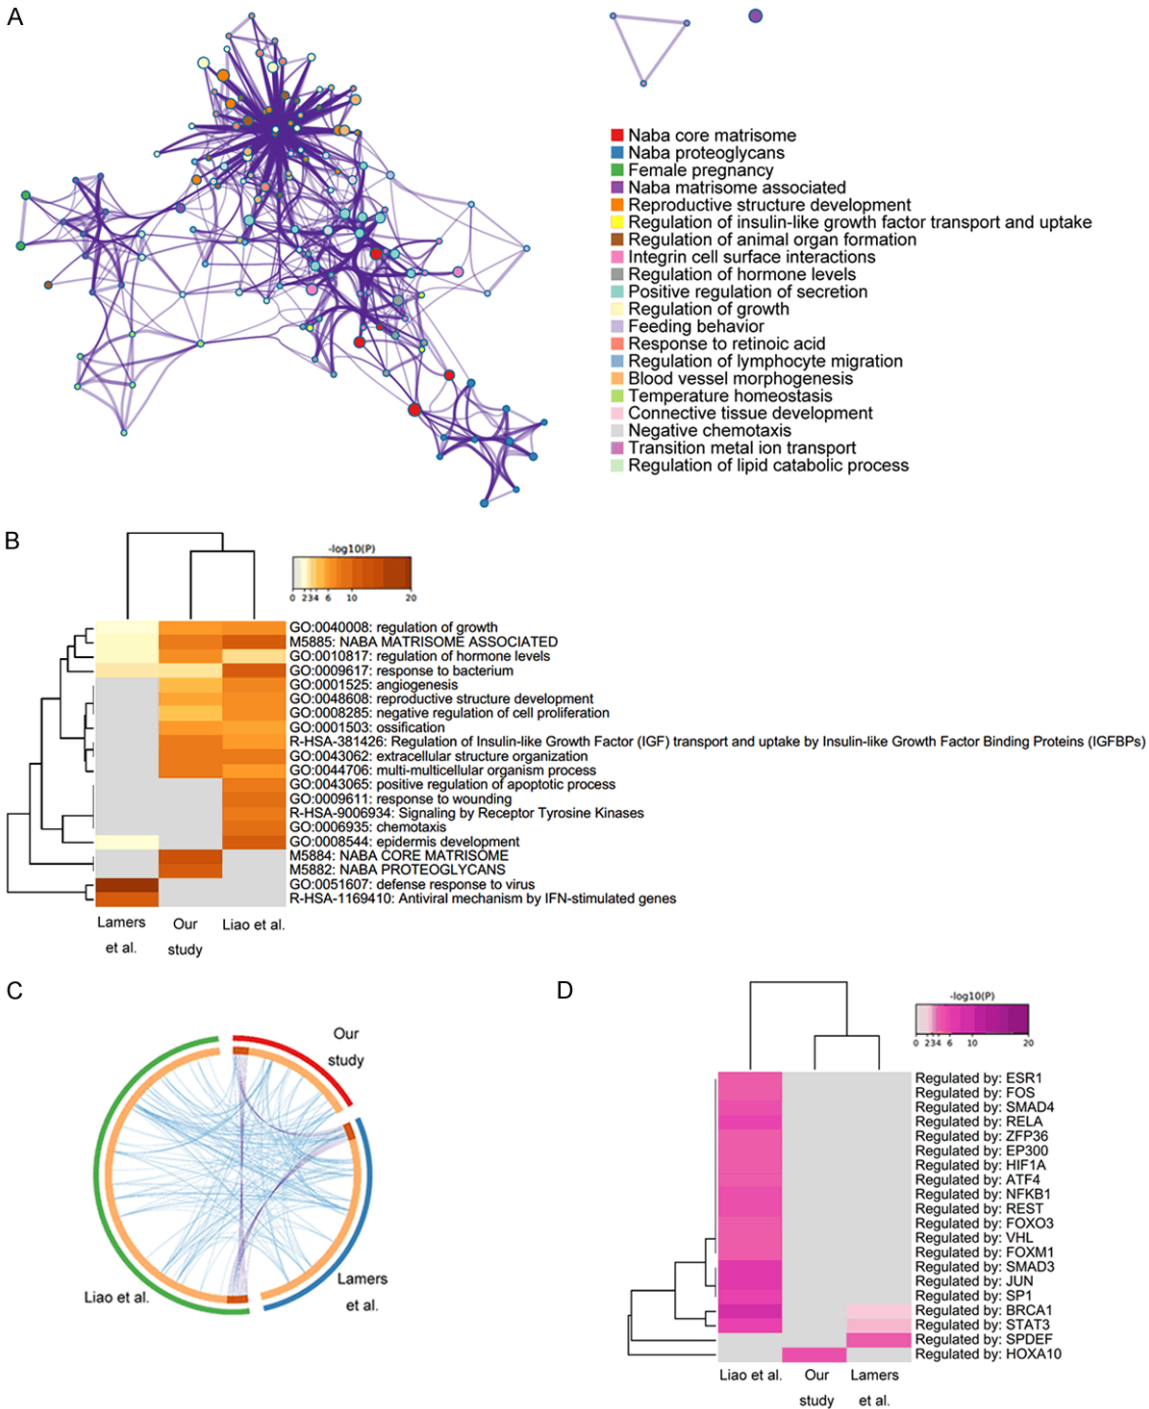 A
Naba core matrisome
Naba proteoglycans
Female pregnancy
Naba matrisome associated
Reproductive structure development
Regulation of insulin-like growth factor transport and uptake
Regulation of animal organ formation
Integrin cell surface interactions
Regulation of hormone levels
Positive regulation of secretion
Regulation of growth
Feeding behavior
Response to retinoic acid
Regulation of lymphocyte migration
Blood vessel morphogenesis
Temperature homeostasis
Connective tissue development
Negative chemotaxis
Transition metal ion transport
Regulation of lipid catabolic process
B
-log10(P)
0 2 3 4 6 10 20
GO:0040008: regulation of growth
M5885: NABA MATRISOME ASSOCIATED
GO:0010817: regulation of hormone levels
GO:0009617: response to bacterium
GO:0001525: angiogenesis
GO:0048608: reproductive structure development
GO:0008285: negative regulation of cell proliferation
GO:0001503: ossification
R-HSA-381426: Regulation of Insulin-like Growth Factor (IGF) transport and uptake by Insulin-like Growth Factor Binding Proteins (IGFBPs)
GO:0043062: extracellular structure organization
GO:0044706: multi-multicellular organism process
GO:0043065: positive regulation of apoptotic process
GO:0009611: response to wounding
R-HSA-9006934: Signaling by Receptor Tyrosine Kinases
GO:0006935: chemotaxis
GO:0008544: epidermis development
M5884: NABA CORE MATRISOME
M5882: NABA PROTEOGLYCANS
GO:0051607: defense response to virus
R-HSA-1169410: Antiviral mechanism by IFN-stimulated genes
Lamers et al.
Our study
Liao et al.
C
Our study
Lamers et al.
Liao et al.
D
-log10(P)
0 2 3 4 6 10 20
Regulated by: ESR1
Regulated by: FOS
Regulated by: SMAD4
Regulated by: RELA
Regulated by: ZFP36
Regulated by: EP300
Regulated by: HIF1A
Regulated by: ATF4
Regulated by: NFKB1
Regulated by: REST
Regulated by: FOXO3
Regulated by: VHL
Regulated by: FOXM1
Regulated by: SMAD3
Regulated by: JUN
Regulated by: SP1
Regulated by: BRCA1
Regulated by: STAT3
Regulated by: SPDEF
Regulated by: HOXA10
Liao et al.
Our study
Lamers et al.